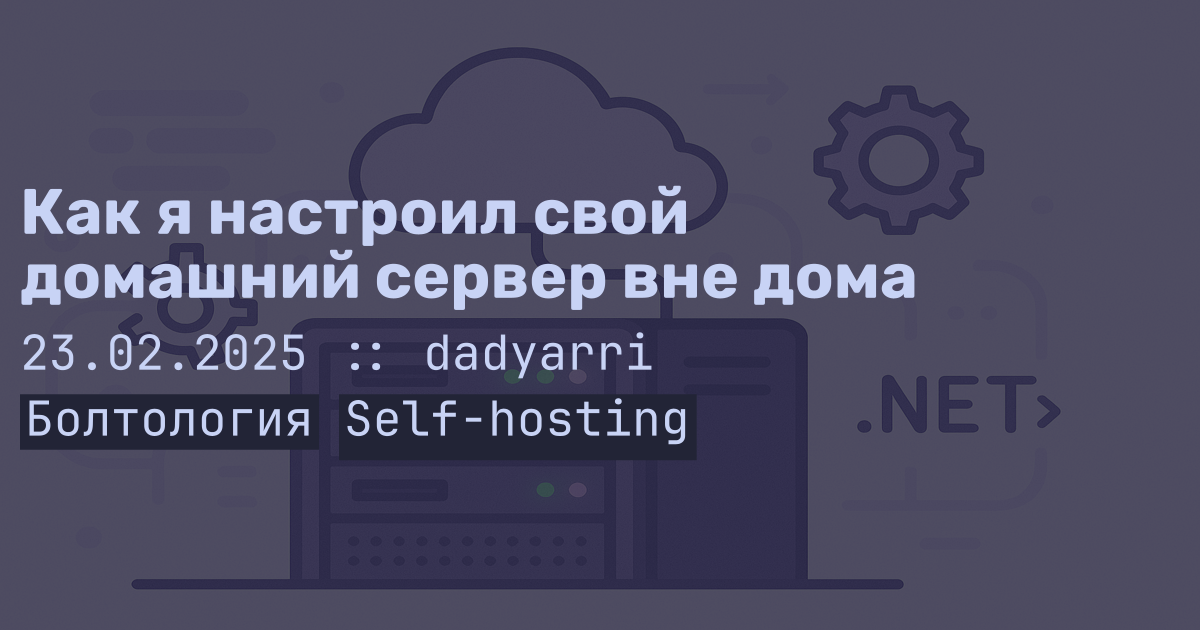 Как я настроил свой
домашний сервер вне дома
23.02.2025 :: dadyarri
Болтология Self-hosting
.NET